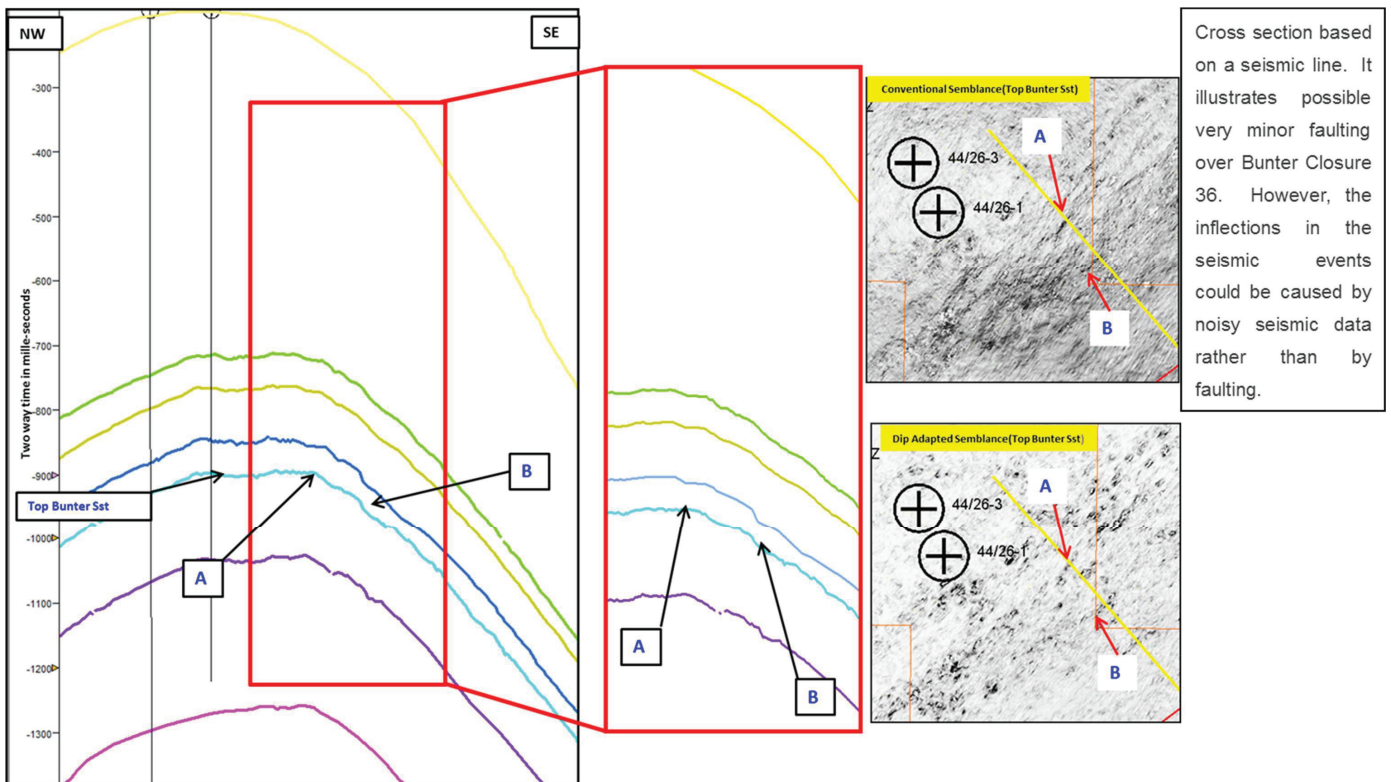 NW
SE
Two way time in mille-seconds
-300
-400
-500
-600
-700
-800
-900
-1000
-1100
-1200
-1300
Top Bunter Sst
A
B
A
B
Conventional Semblance(Top Bunter Sst)
Z
A
44/26-3
44/26-1
B
Dip Adapted Semblance(Top Bunter Sst)
Z
A
44/26-3
44/26-1
B
Cross section based
on a seismic line. It
illustrates possible
very minor faulting
over Bunter Closure
36. However, the
inflections in the
seismic events
could be caused by
noisy seismic data
rather than by
faulting.